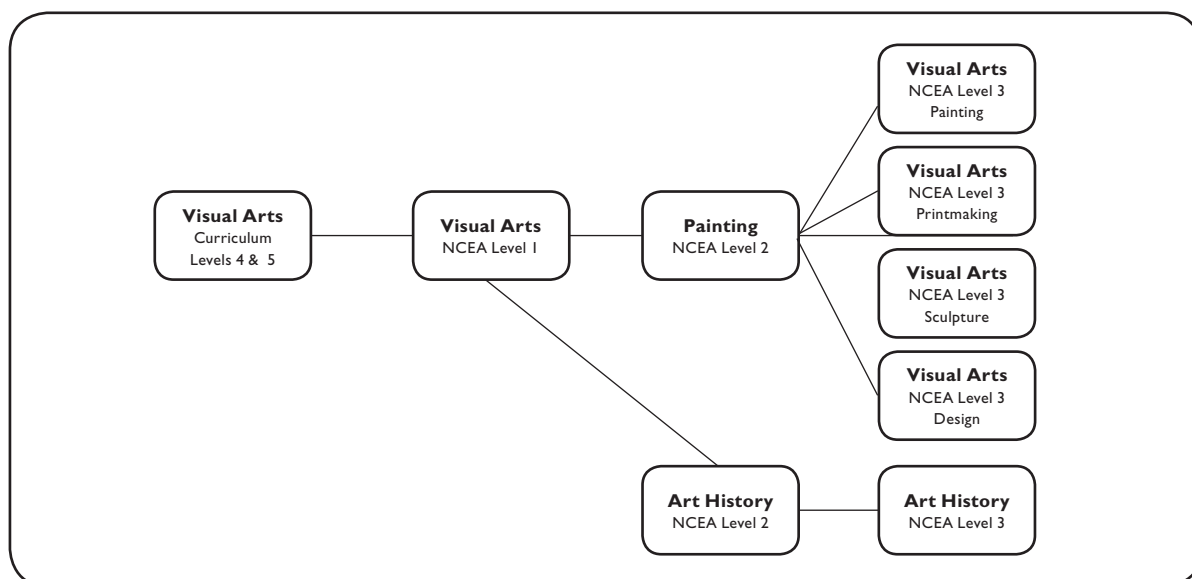 Visual Arts
NCEA Level 3
Painting
Visual Arts
NCEA Level 3
Printmaking
Visual Arts
Curriculum
Levels 4 & 5
Visual Arts
NCEA Level 1
Painting
NCEA Level 2
Visual Arts
NCEA Level 3
Sculpture
Visual Arts
NCEA Level 3
Design
Art History
NCEA Level 2
Art History
NCEA Level 3